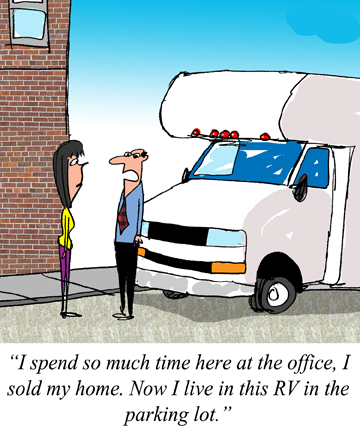 “I spend so much time here at the office, I
sold my home. Now I live in this RV in the
parking lot.”